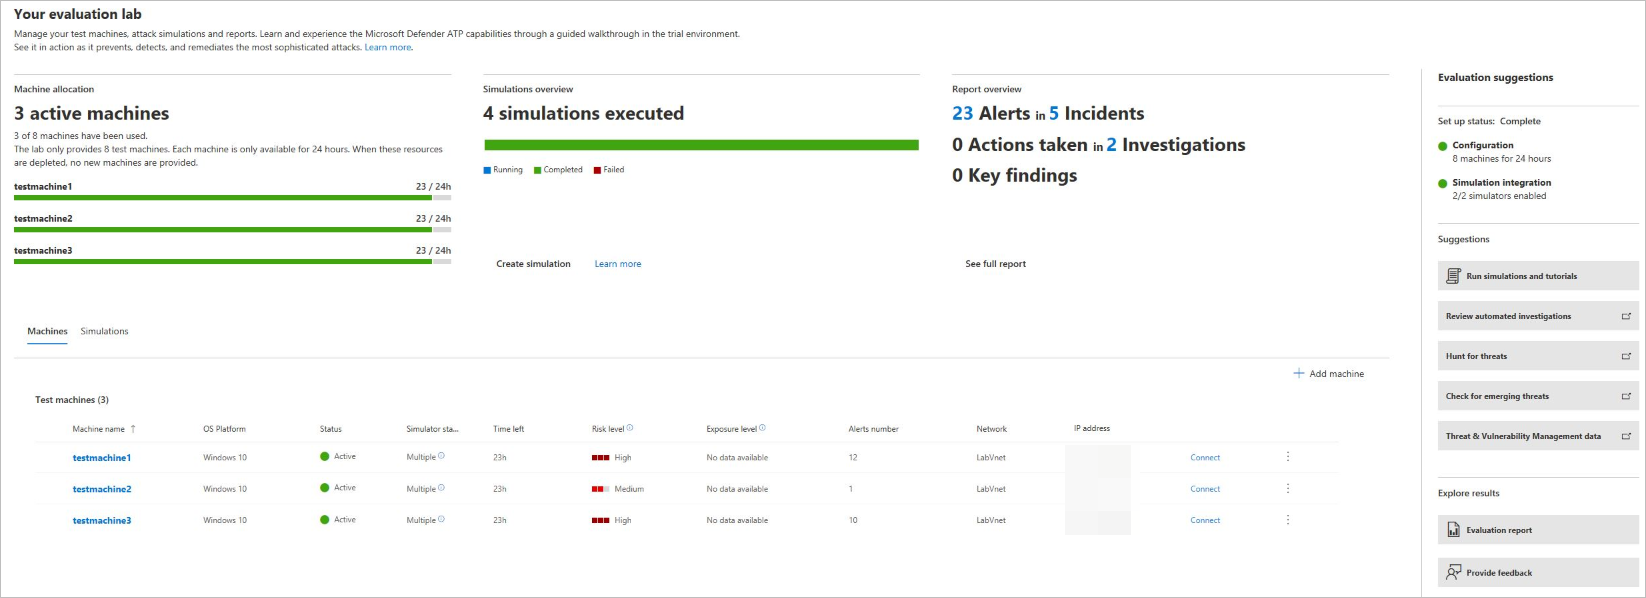 Your evaluation lab
Manage your test machines, attack simulations and reports. Learn and experience the Microsoft Defender ATP capabilities through a guided walkthrough in the trial environment.
See it in action as it prevents, detects, and remediates the most sophisticated attacks. Learn more.
Machine allocation
3 active machines
3 of 8 machines have been used.
The lab only provides 8 test machines. Each machine is only available for 24 hours. When these resources
are depleted, no new machines are provided.
testmachine1 23 / 24h
testmachine2 23 / 24h
testmachine3 23 / 24h
Simulations overview
4 simulations executed
Running Completed Failed
Create simulation Learn more
Report overview
23 Alerts in 5 Incidents
0 Actions taken in 2 Investigations
0 Key findings
See full report
Machines Simulations
Add machine
Test machines (3)
Machine name ↑ OS Platform Status Simulator sta... Time left Risk level Exposure level Alerts number Network IP address
testmachine1 Windows 10 Active Multiple 23h High No data available 12 LabVnet Connect
testmachine2 Windows 10 Active Multiple 23h Medium No data available 1 LabVnet Connect
testmachine3 Windows 10 Active Multiple 23h High No data available 10 LabVnet Connect
Evaluation suggestions
Set up status: Complete
Configuration
8 machines for 24 hours
Simulation integration
2/2 simulators enabled
Suggestions
Run simulations and tutorials
Review automated investigations
Hunt for threats
Check for emerging threats
Threat & Vulnerability Management data
Explore results
Evaluation report
Provide feedback